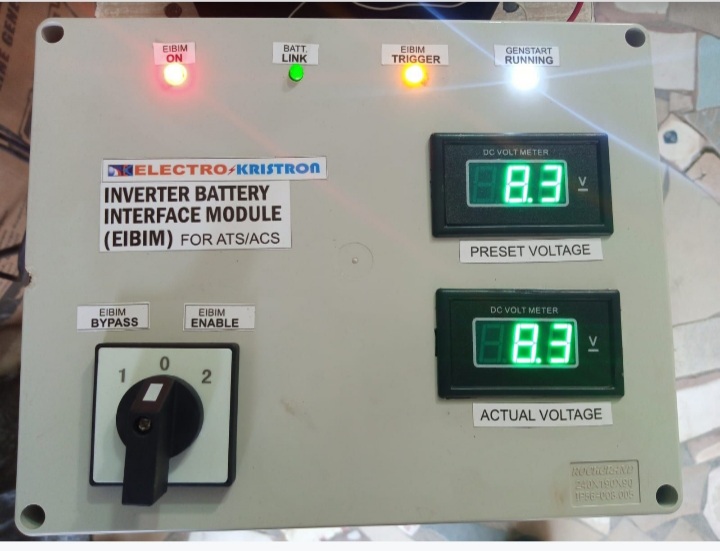 EIBIM
ON
BATT.
LINK
EIBIM
TRIGGER
GENSTART
RUNNING
DC VOLT METER
8.3 V
PRESET VOLTAGE
ELECTRO KRISTRON
INVERTER BATTERY
INTERFACE MODULE
(EIBIM) FOR ATS/ACS
EIBIM
BYPASS
EIBIM
ENABLE
DC VOLT METER
8.3 V
ACTUAL VOLTAGE
1 0 2
240X190X90